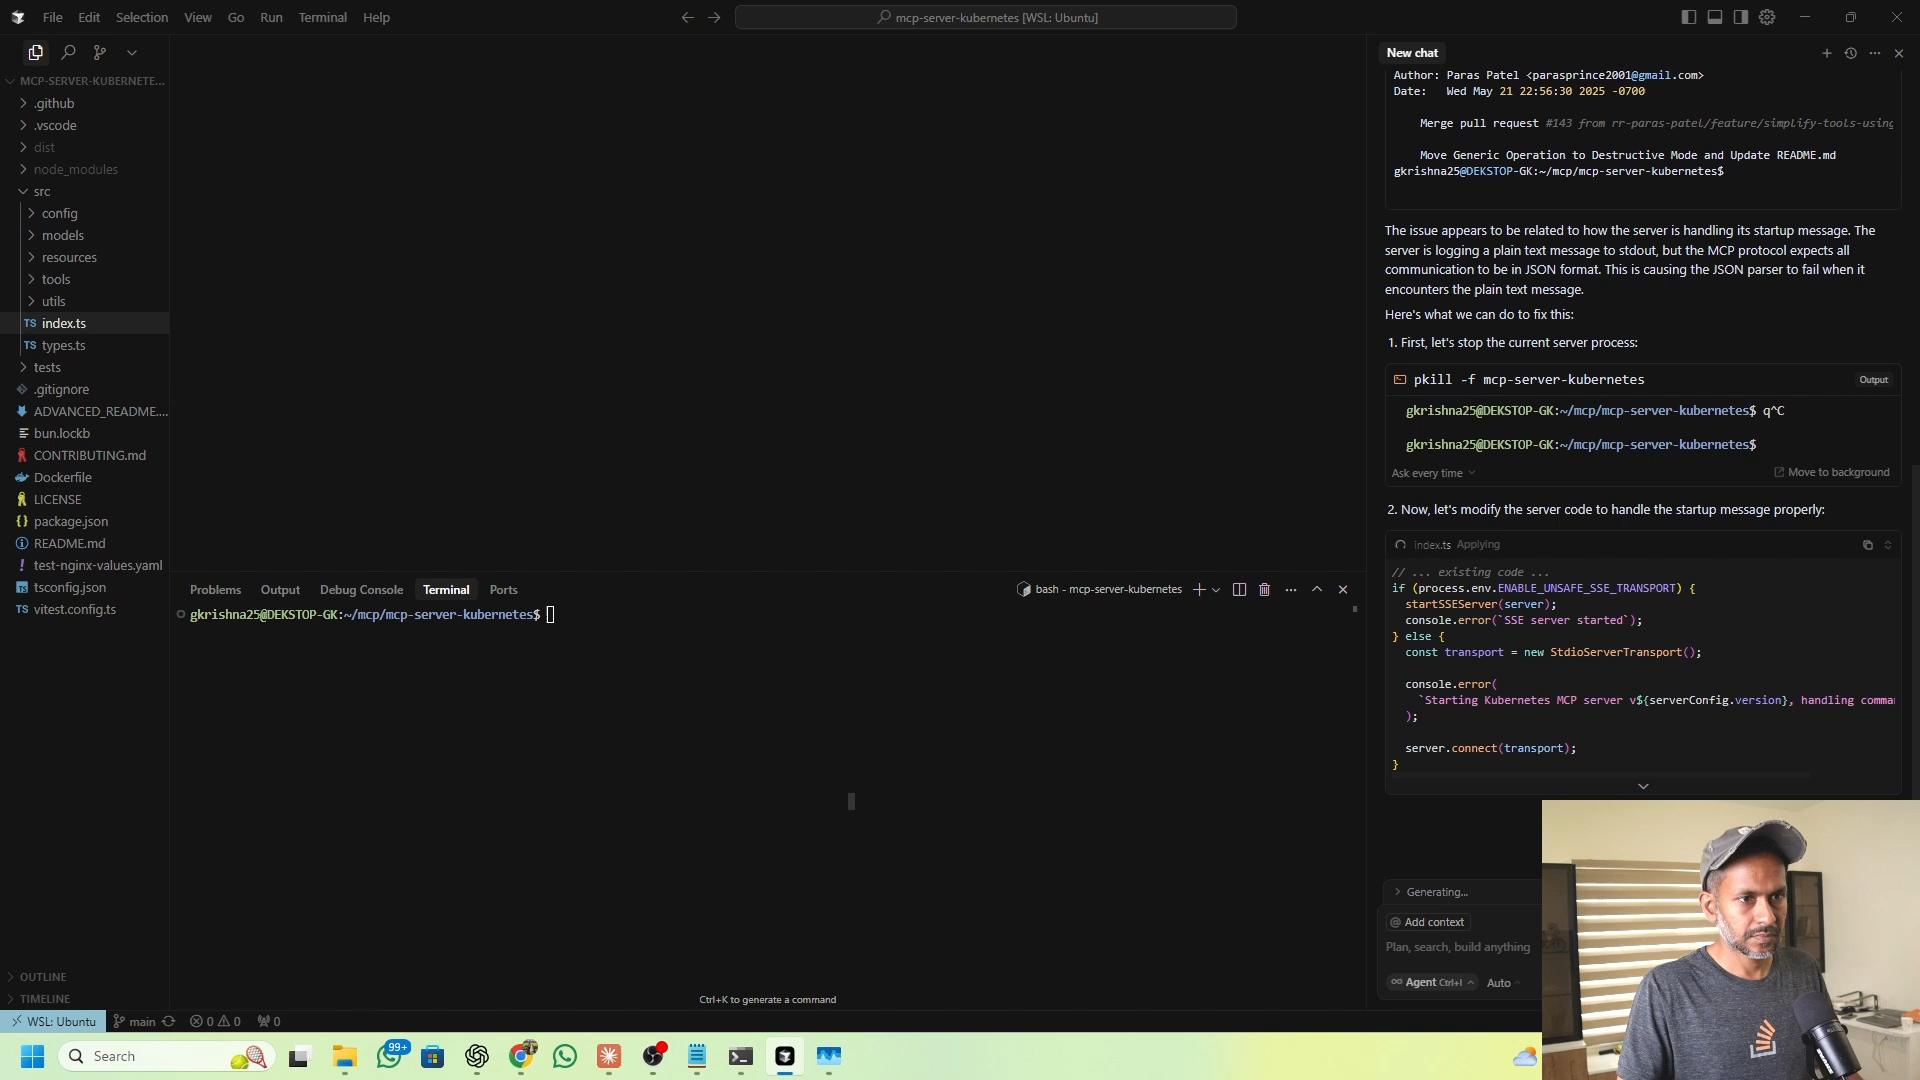 File Edit Selection View Go Run Terminal Help
mcp-server-kubernetes [WSL: Ubuntu]
MCP-SERVER-KUBERNETE...
.github
.vscode
dist
node_modules
src
config
models
resources
tools
utils
TS index.ts
TS types.ts
tests
.gitignore
ADVANCED_README....
bun.lockb
CONTRIBUTING.md
Dockerfile
LICENSE
package.json
README.md
test-nginx-values.yaml
tsconfig.json
vitest.config.ts
OUTLINE
TIMELINE
Problems Output Debug Console Terminal Ports
bash - mcp-server-kubernetes
gkrishna25@DEKSTOP-GK:~/mcp/mcp-server-kubernetes$
Ctrl+K to generate a command
New chat
Author: Paras Patel <parasprince2001@gmail.com>
Date: Wed May 21 22:56:30 2025 -0700
Merge pull request #143 from rr-paras-patel/feature/simplify-tools-using
Move Generic Operation to Destructive Mode and Update README.md
gkrishna25@DEKSTOP-GK:~/mcp/mcp-server-kubernetes$
The issue appears to be related to how the server is handling its startup message. The
server is logging a plain text message to stdout, but the MCP protocol expects all
communication to be in JSON format. This is causing the JSON parser to fail when it
encounters the plain text message.
Here's what we can do to fix this:
1. First, let's stop the current server process:
pkill -f mcp-server-kubernetes
Output
gkrishna25@DEKSTOP-GK:~/mcp/mcp-server-kubernetes$ q^C
gkrishna25@DEKSTOP-GK:~/mcp/mcp-server-kubernetes$
Ask every time Move to background
2. Now, let's modify the server code to handle the startup message properly:
index.ts Applying
// ... existing code ...
if (process.env.ENABLE_UNSAFE_SSE_TRANSPORT) {
startSSEServer(server);
console.error(`SSE server started`);
} else {
const transport = new StdioServerTransport();
console.error(
`Starting Kubernetes MCP server v${serverConfig.version}, handling comma
);
server.connect(transport);
}
Generating...
@ Add context
Plan, search, build anything
Agent Ctrl+I Auto
WSL: Ubuntu main 0 0 0
Search
99+